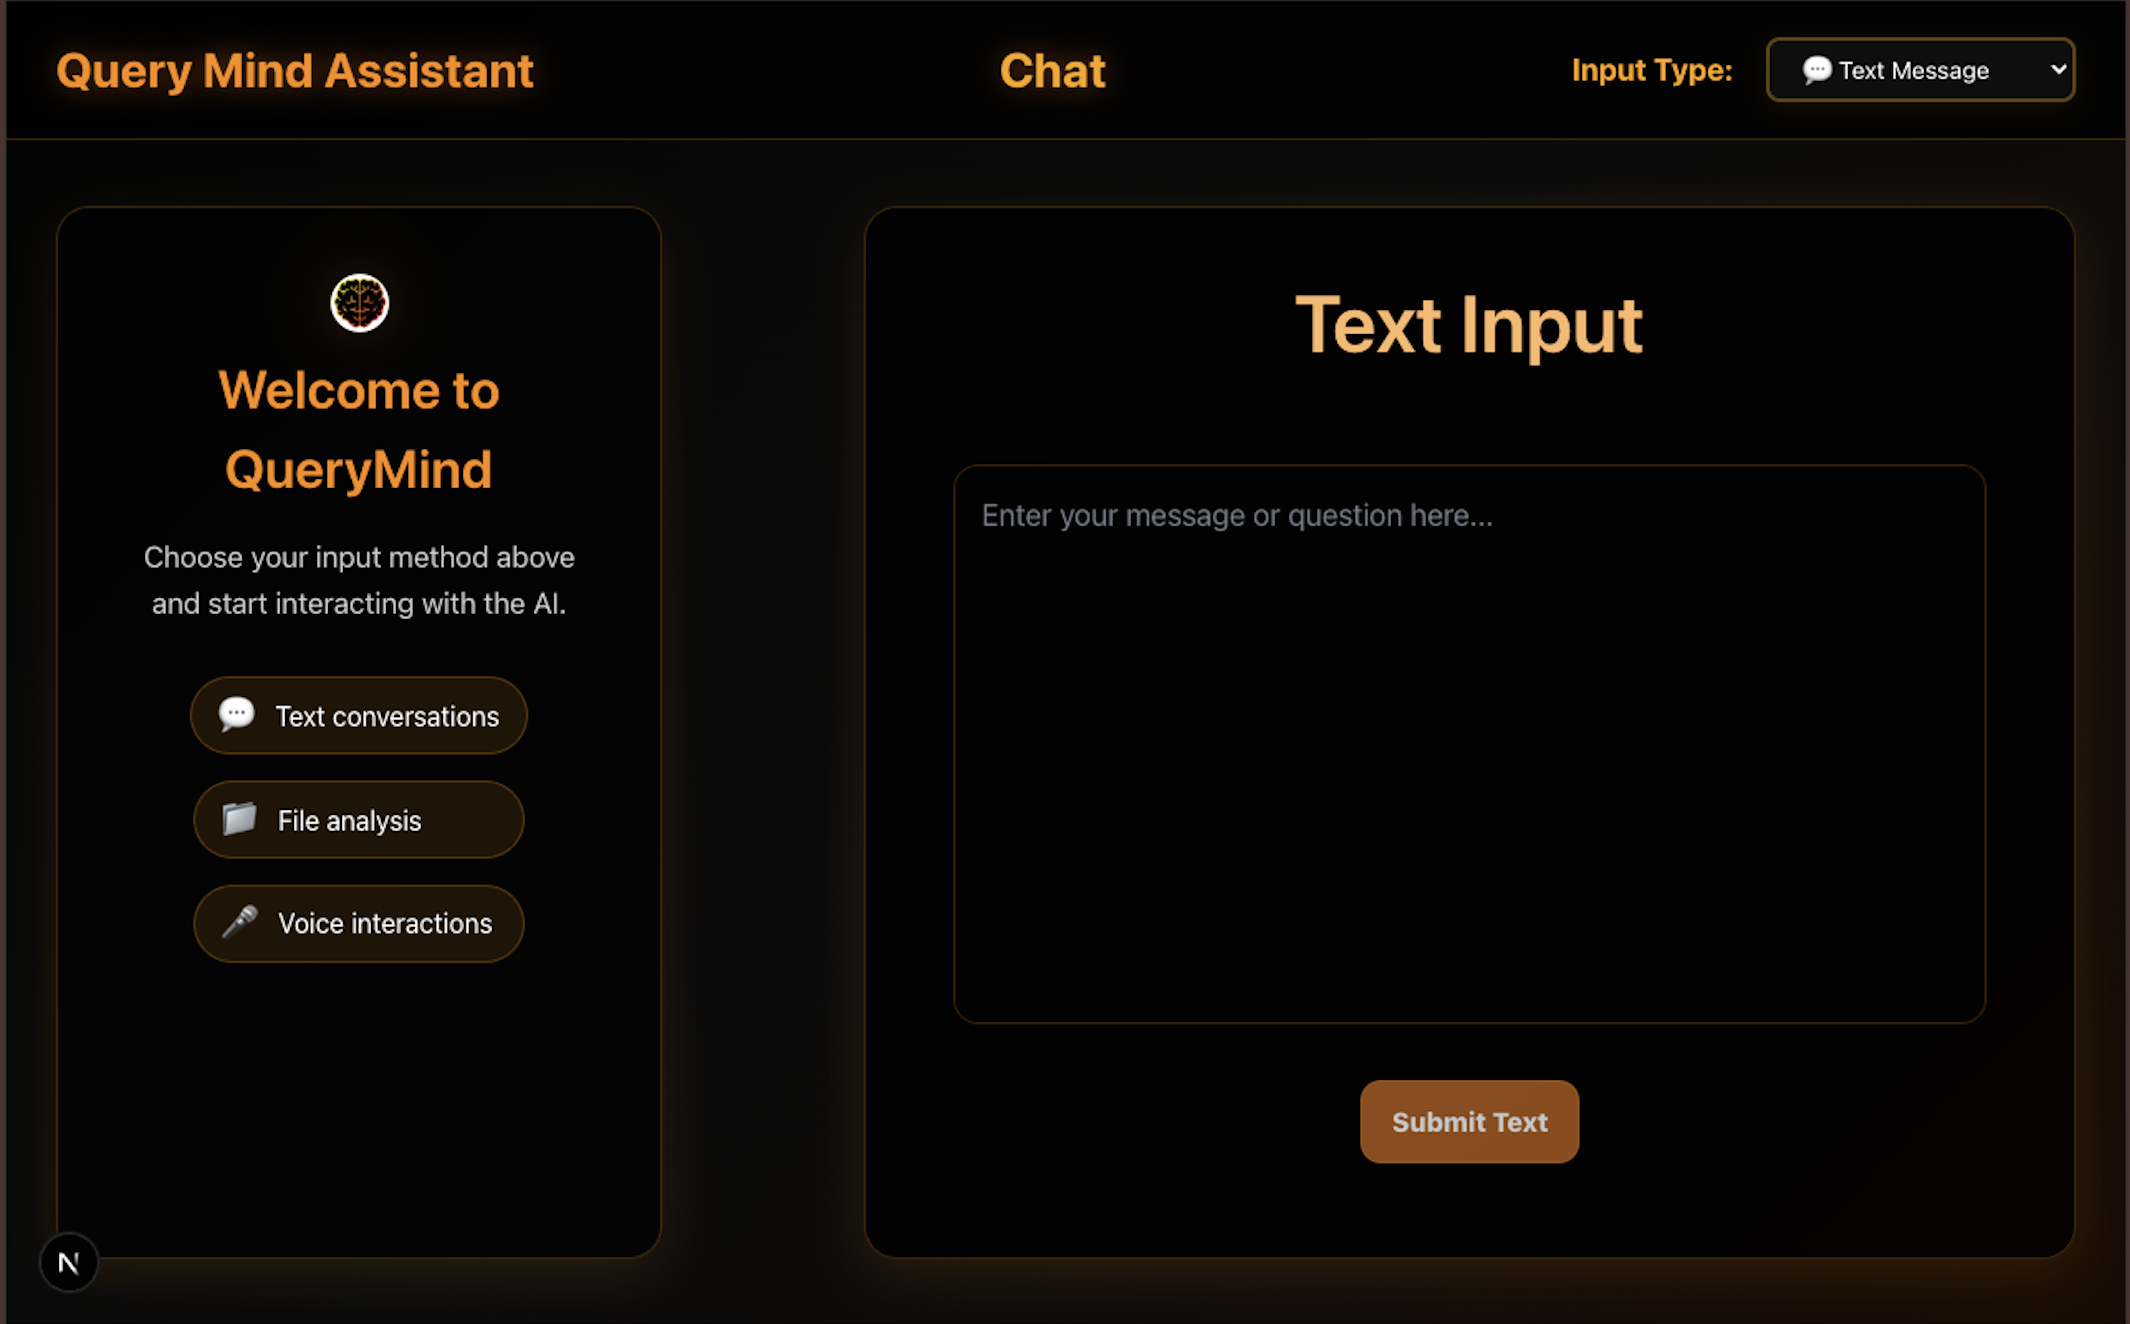 Query Mind Assistant
Chat
Input Type:
💬 Text Message
Welcome to
QueryMind
Choose your input method above
and start interacting with the AI.
💬 Text conversations
📁 File analysis
🎤 Voice interactions
Text Input
Enter your message or question here...
Submit Text
N